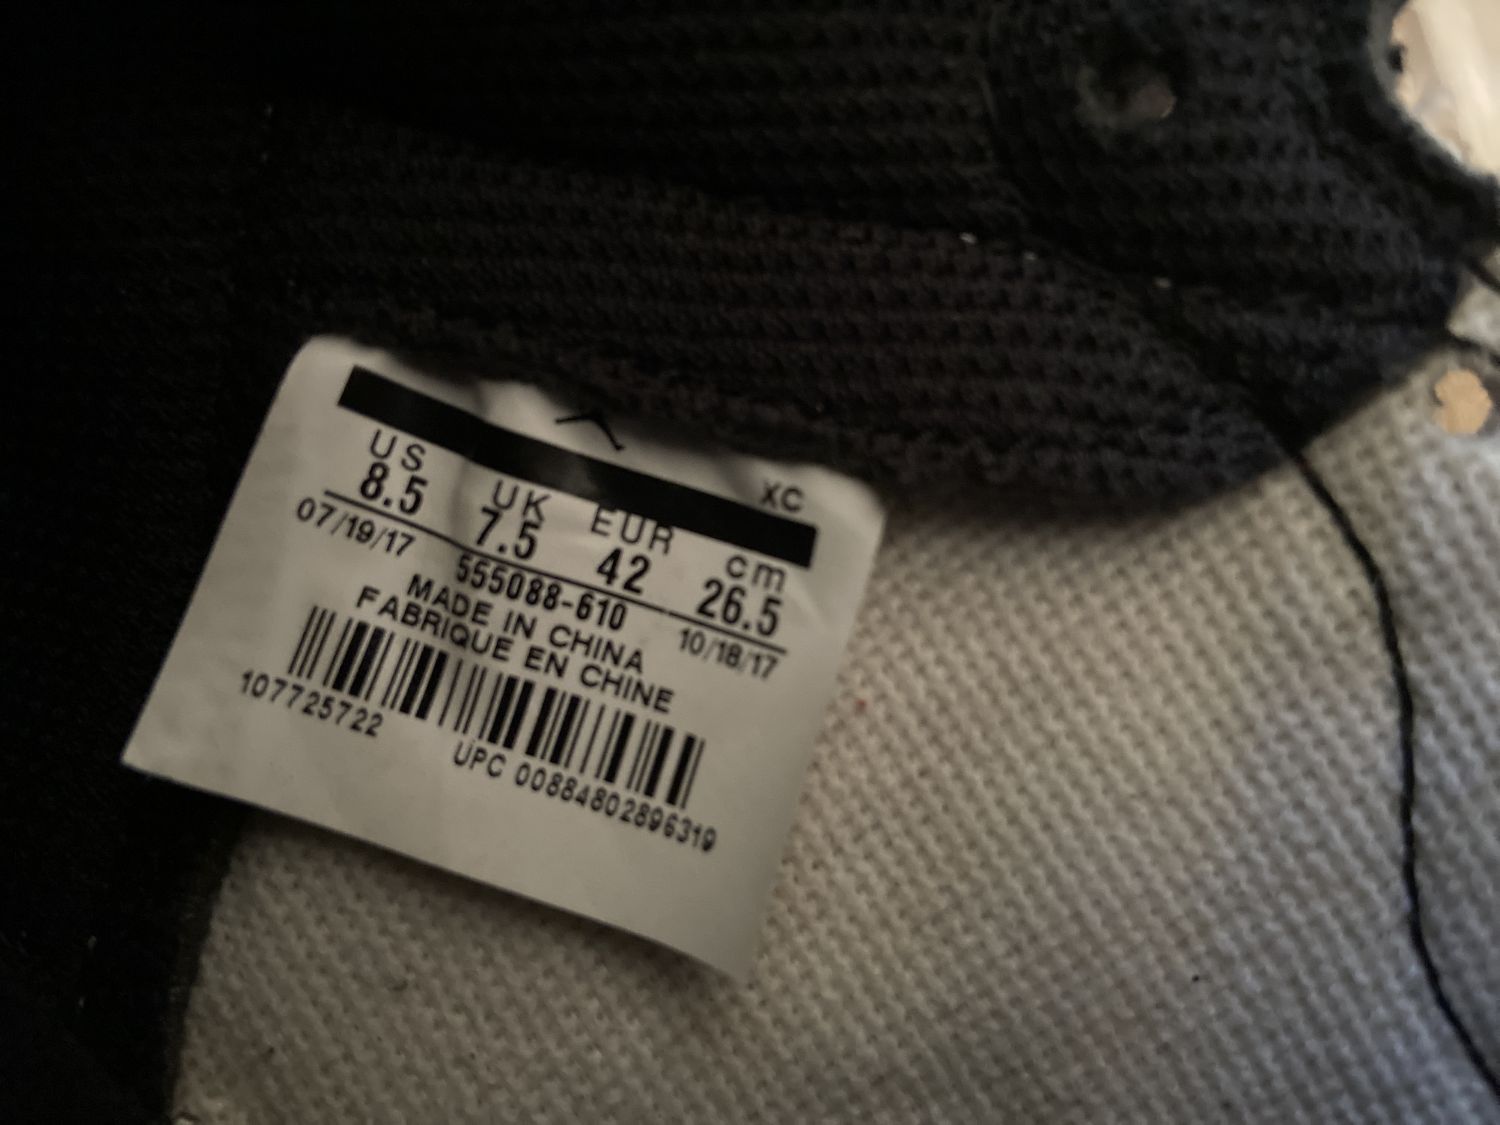 XC
US UK EUR cm
8.5 7.5 42 26.5
07/19/17 555088-610 10/18/17
MADE IN CHINA
FABRIQUE EN CHINE
107725722
UPC 00884802896319